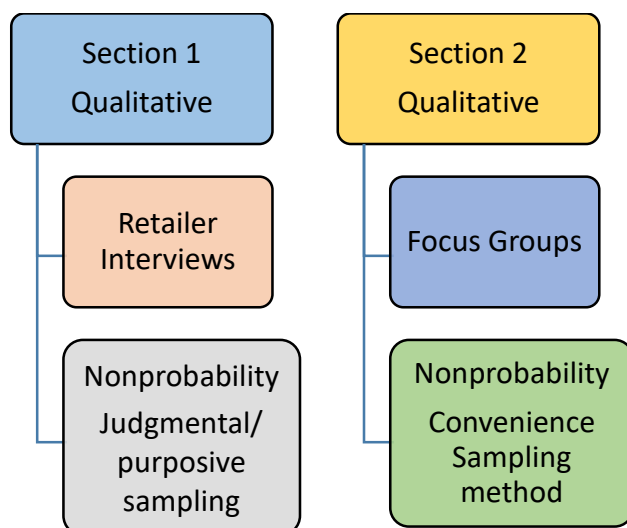 Section 1
Qualitative
Retailer
Interviews
Nonprobability
Judgmental/
purposive
sampling
Section 2
Qualitative
Focus Groups
Nonprobability
Convenience
Sampling
method